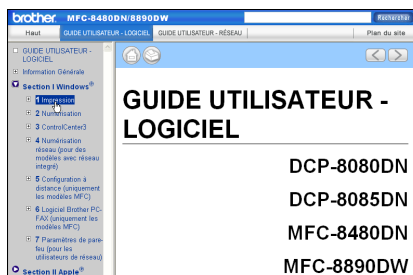 brother. MFC-8480DN/8890DW
Rechercher
Haut
GUIDE UTILISATEUR - LOGICIEL
GUIDE UTILISATEUR - RÉSEAU
Plan du site
GUIDE UTILISATEUR -
LOGICIEL
Information Générale
Section I Windows®
1 Impression
2 Numérisation
3 ControlCenter3
4 Numérisation
réseau (pour des
modèles avec réseau
integré)
5 Configuration à
distance (uniquement
les modèles MFC)
6 Logiciel Brother PC-
FAX (uniquement les
modèles MFC)
7 Paramètres de pare-
feu (pour les
utilisateurs de réseau)
Section II Apple®
GUIDE UTILISATEUR -
LOGICIEL
DCP-8080DN
DCP-8085DN
MFC-8480DN
MFC-8890DW